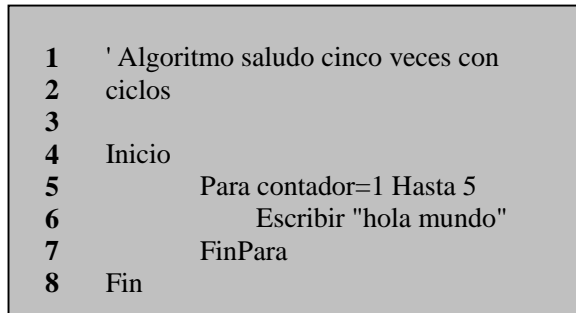 1 ' Algoritmo saludo cinco veces con
2 ciclos
3
4 Inicio
5 Para contador=1 Hasta 5
6 Escribir "hola mundo"
7 FinPara
8 Fin